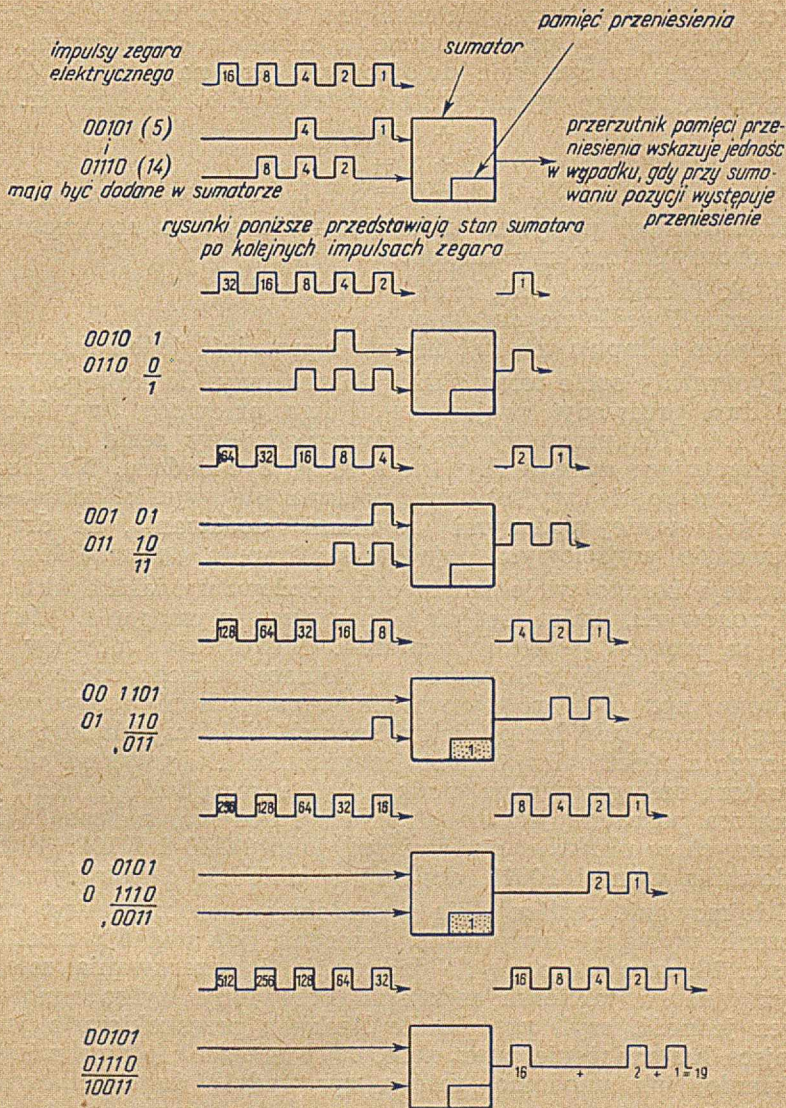 pamięć przeniesienia
sumator
impulsy zegara
elektrycznego
16 8 4 2 1
00101 (5)
i
01110 (14)
mają być dodane w sumatorze
4 1
8 4 2
przerzutnik pamięci prze-
niesienia wskazuje jedność
w wypadku, gdy przy sumo-
waniu pozycji występuje
przeniesienie
rysunki poniższe przedstawiają stan sumatora
po kolejnych impulsach zegara
32 16 8 4 2 1
0010 1
0110 0
1
64 32 16 8 4 2 1
001 01
011 10
11
128 64 32 16 8 4 2 1
00 1101
01 110
,011
1
256 128 64 32 16 8 4 2 1
0 0101
0 1110
,0011
1
2 1
512 256 128 64 32 16 8 4 2 1
00101
01110
10011
16 + 2 + 1 = 19